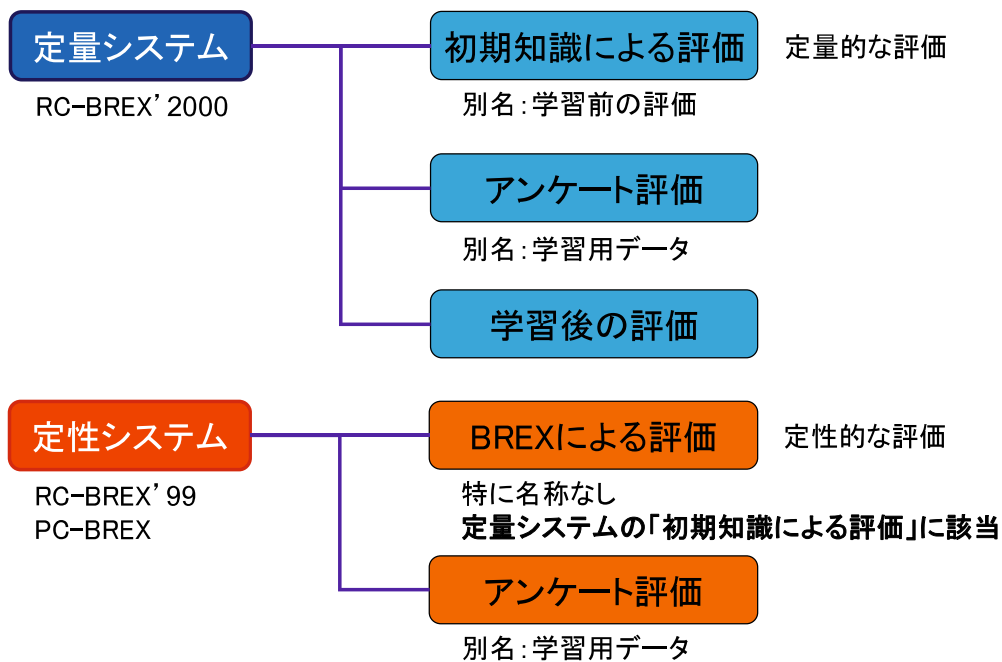 定量システム
RC-BREX’2000
初期知識による評価
定量的な評価
別名：学習前の評価
アンケート評価
別名：学習用データ
学習後の評価
定性システム
RC-BREX’99
PC-BREX
BREXによる評価
定性的な評価
特に名称なし
定量システムの「初期知識による評価」に該当
アンケート評価
別名：学習用データ